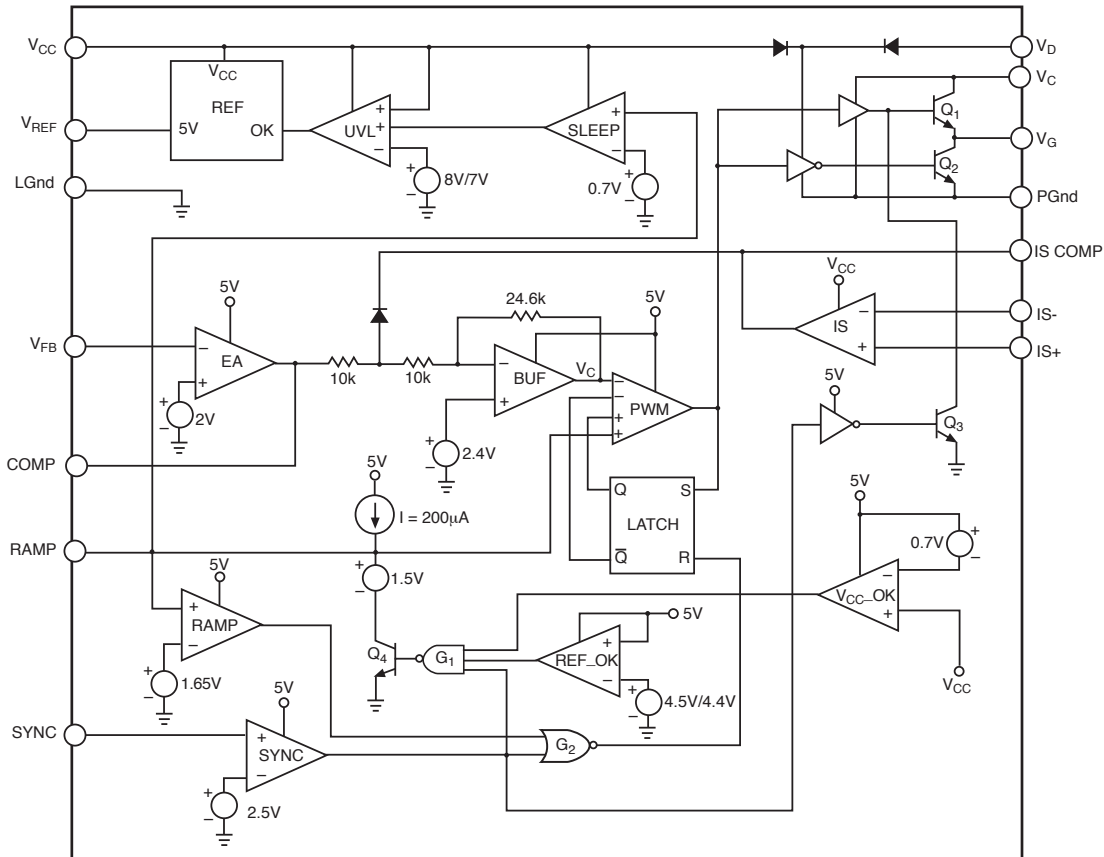 VCC
VREF
LGnd
VFB
COMP
RAMP
SYNC
VD
VC
VG
PGnd
IS COMP
IS-
IS+
VCC
REF
5V
OK
UVL
+
+
−
+
−
8V/7V
SLEEP
+
−
+
−
0.7V
Q1
Q2
5V
−
+
EA
+
−
2V
10k
10k
24.6k
−
+
BUF
VC
+
−
2.4V
5V
−
−
+
+
PWM
VCC
−
+
IS
5V
Q3
Q
S
LATCH
Q̅
R
5V
I = 200µA
+
−
1.5V
5V
+
−
RAMP
+
−
1.65V
Q4
G1
REF_OK
+
−
5V
+
−
4.5V/4.4V
5V
+
−
0.7V
−
+
VCC_OK
VCC
5V
+
−
SYNC
+
−
2.5V
G2